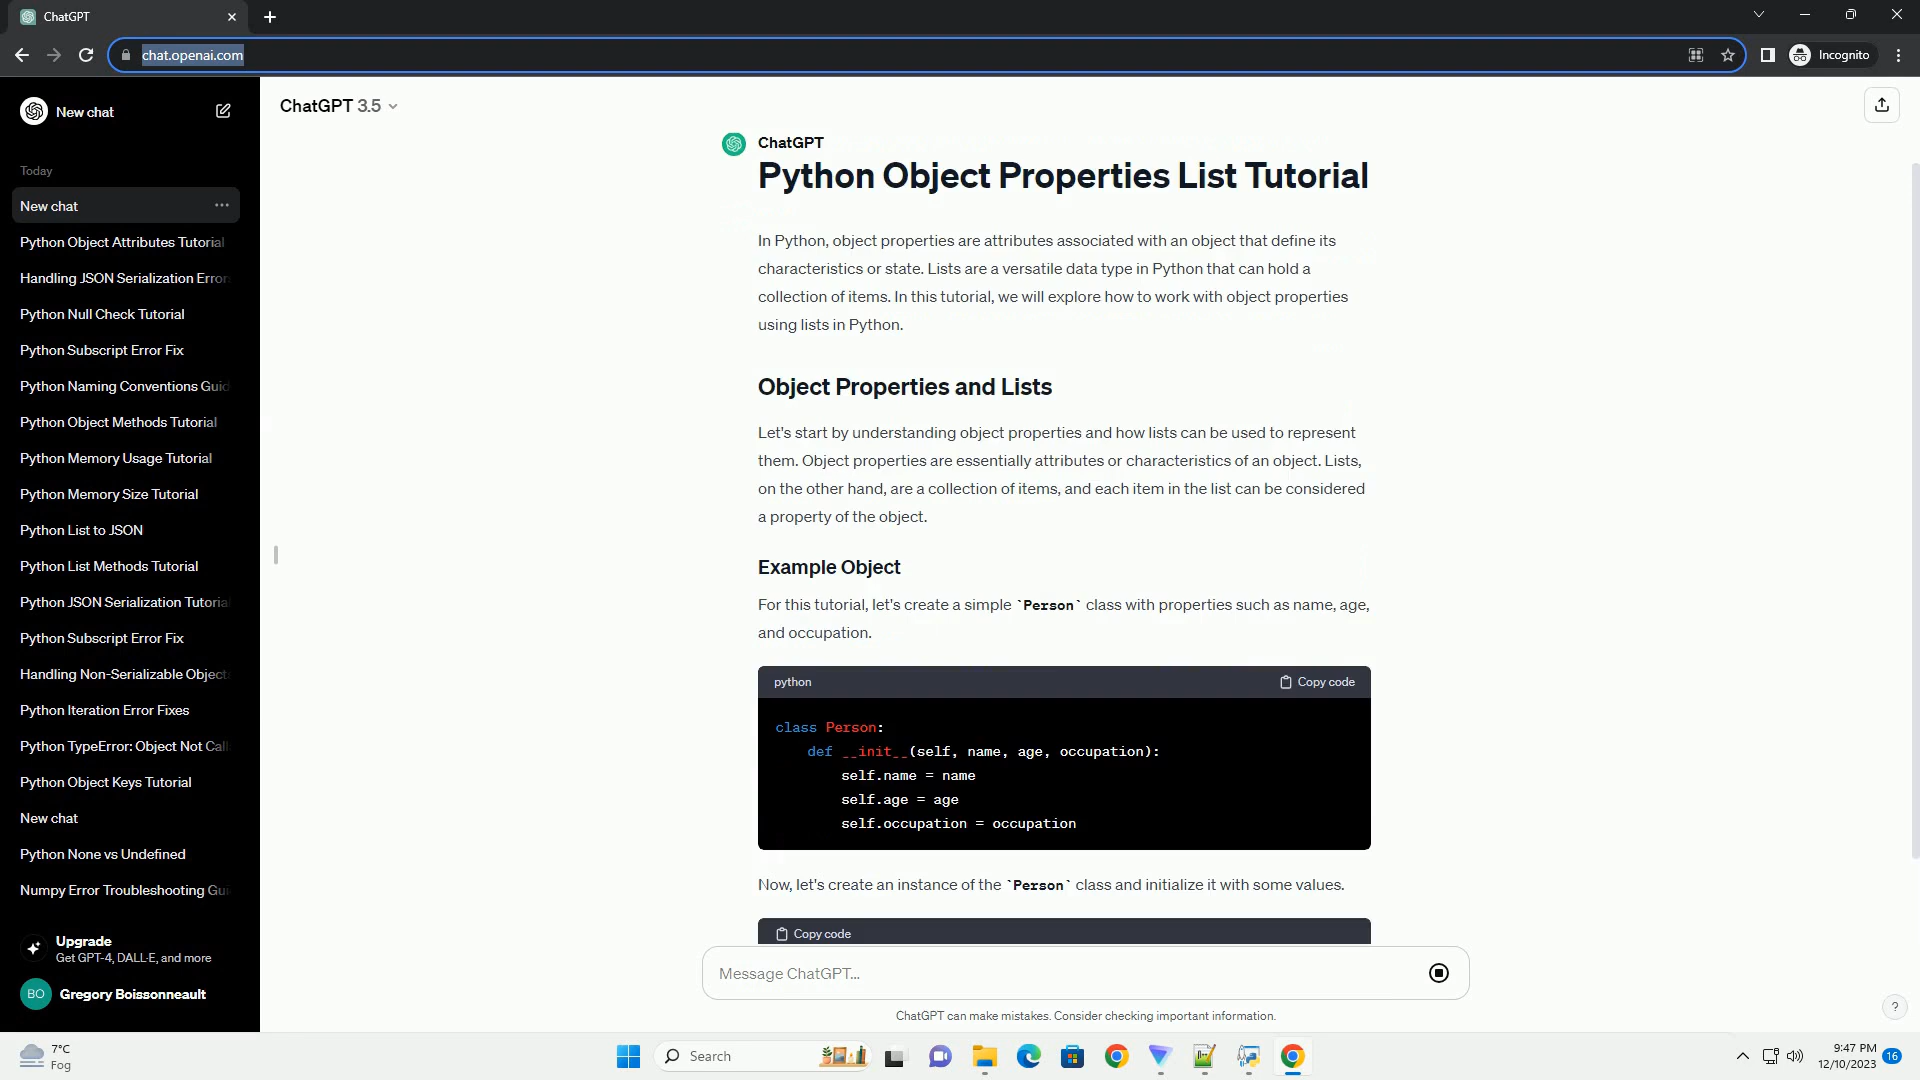 ChatGPT
chat.openai.com
Incognito
New chat
Today
New chat
Python Object Attributes Tutorial
Handling JSON Serialization Error
Python Null Check Tutorial
Python Subscript Error Fix
Python Naming Conventions Guid
Python Object Methods Tutorial
Python Memory Usage Tutorial
Python Memory Size Tutorial
Python List to JSON
Python List Methods Tutorial
Python JSON Serialization Tutoria
Python Subscript Error Fix
Handling Non-Serializable Object
Python Iteration Error Fixes
Python TypeError: Object Not Call
Python Object Keys Tutorial
New chat
Python None vs Undefined
Numpy Error Troubleshooting Gui
Upgrade
Get GPT-4, DALL·E, and more
BO
Gregory Boissonneault
ChatGPT 3.5
ChatGPT
Python Object Properties List Tutorial
In Python, object properties are attributes associated with an object that define its
characteristics or state. Lists are a versatile data type in Python that can hold a
collection of items. In this tutorial, we will explore how to work with object properties
using lists in Python.
Object Properties and Lists
Let's start by understanding object properties and how lists can be used to represent
them. Object properties are essentially attributes or characteristics of an object. Lists,
on the other hand, are a collection of items, and each item in the list can be considered
a property of the object.
Example Object
For this tutorial, let's create a simple `Person` class with properties such as name, age,
and occupation.
python Copy code
class Person:
    def __init__(self, name, age, occupation):
        self.name = name
        self.age = age
        self.occupation = occupation
Now, let's create an instance of the `Person` class and initialize it with some values.
Copy code
Message ChatGPT...
ChatGPT can make mistakes. Consider checking important information.
?
7°C
Fog
Search
9:47 PM
12/10/2023
16